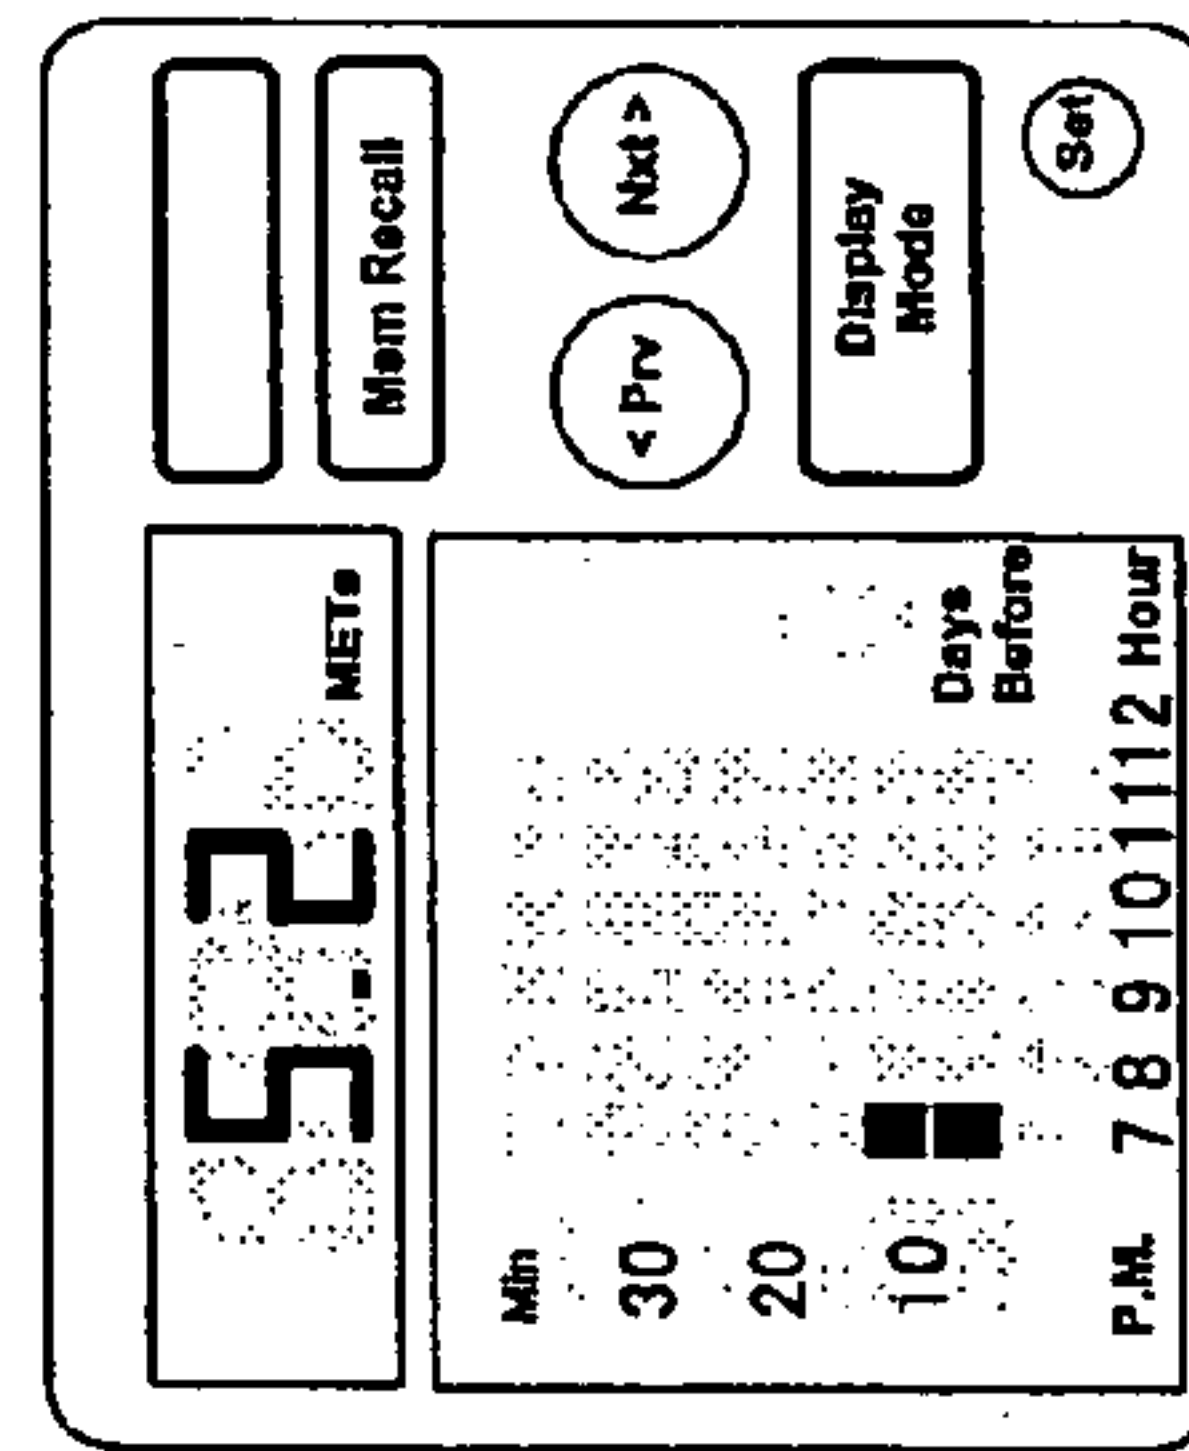 5.2 METs
Mem Recall
Min
30
20
10
Days
Before
P.M. 7 8 9 10 11 12 Hour
< Prv
Nxt >
Display
Mode
Set